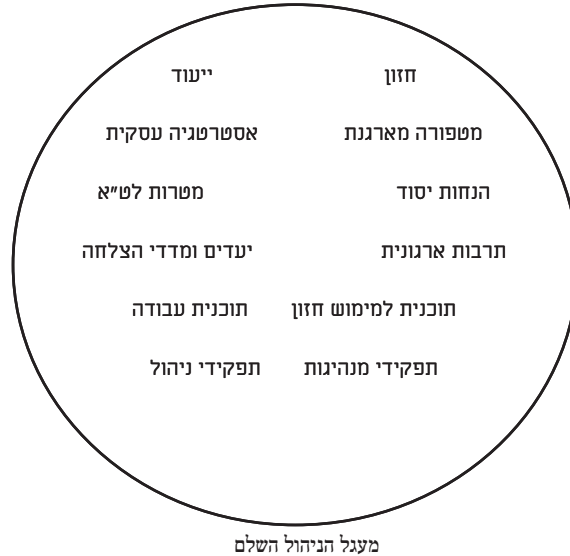 חזון ייעוד
מטפורה מארגנת אסטרטגיה עסקית
הנחות יסוד מטרות לט"א
תרבות ארגונית יעדים ומדדי הצלחה
תוכנית למימוש חזון תוכנית עבודה
תפקידי מנהיגות תפקידי ניהול
מעגל הניהול השלם